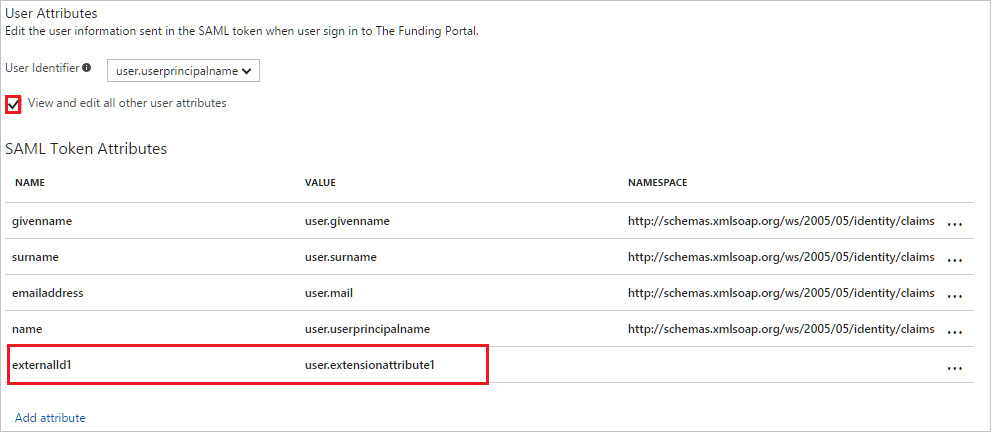 User Attributes
Edit the user information sent in the SAML token when user sign in to The Funding Portal.
User Identifier user.userprincipalname
View and edit all other user attributes
SAML Token Attributes
NAME VALUE NAMESPACE
givenname user.givenname http://schemas.xmlsoap.org/ws/2005/05/identity/claims ...
surname user.surname http://schemas.xmlsoap.org/ws/2005/05/identity/claims ...
emailaddress user.mail http://schemas.xmlsoap.org/ws/2005/05/identity/claims ...
name user.userprincipalname http://schemas.xmlsoap.org/ws/2005/05/identity/claims ...
externalId1 user.extensionattribute1 ...
Add attribute